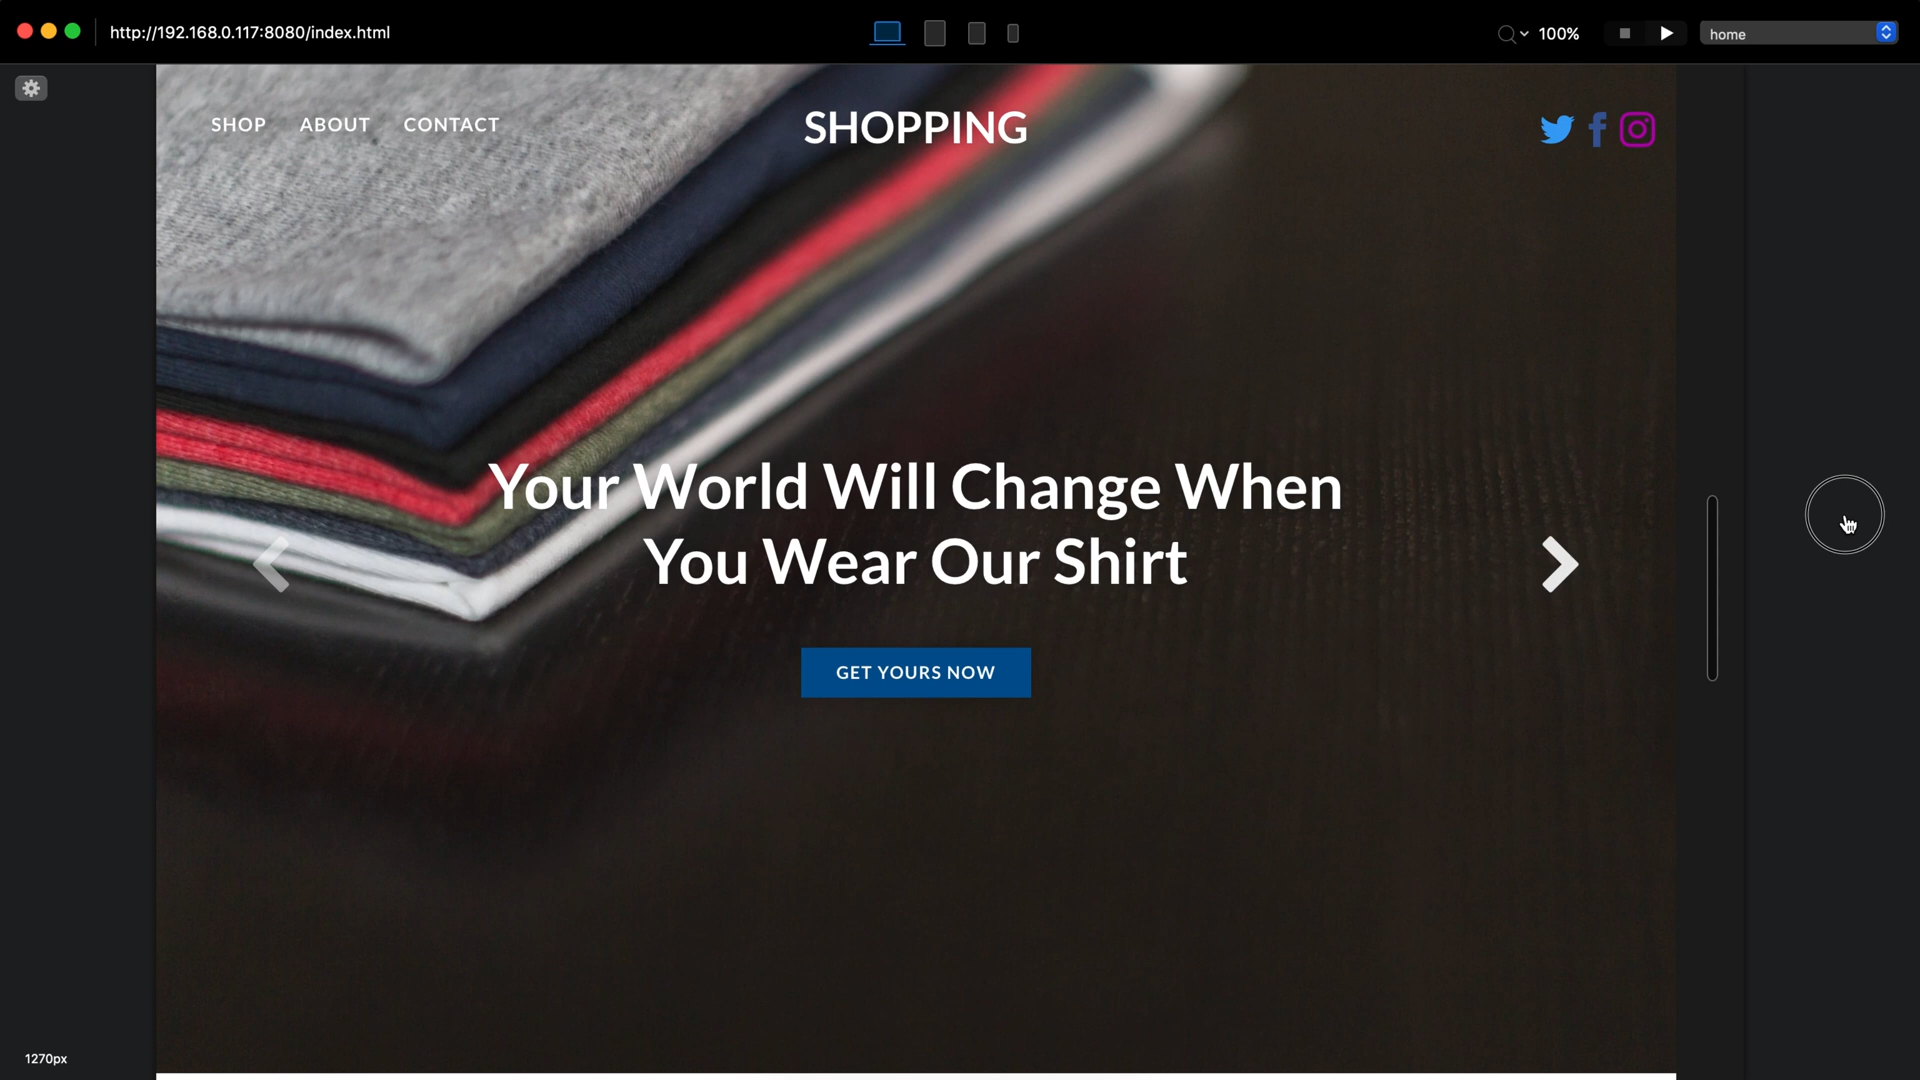 http://192.168.0.117:8080/index.html
100%
home
SHOP ABOUT CONTACT
SHOPPING
Your World Will Change When
You Wear Our Shirt
GET YOURS NOW
1270px